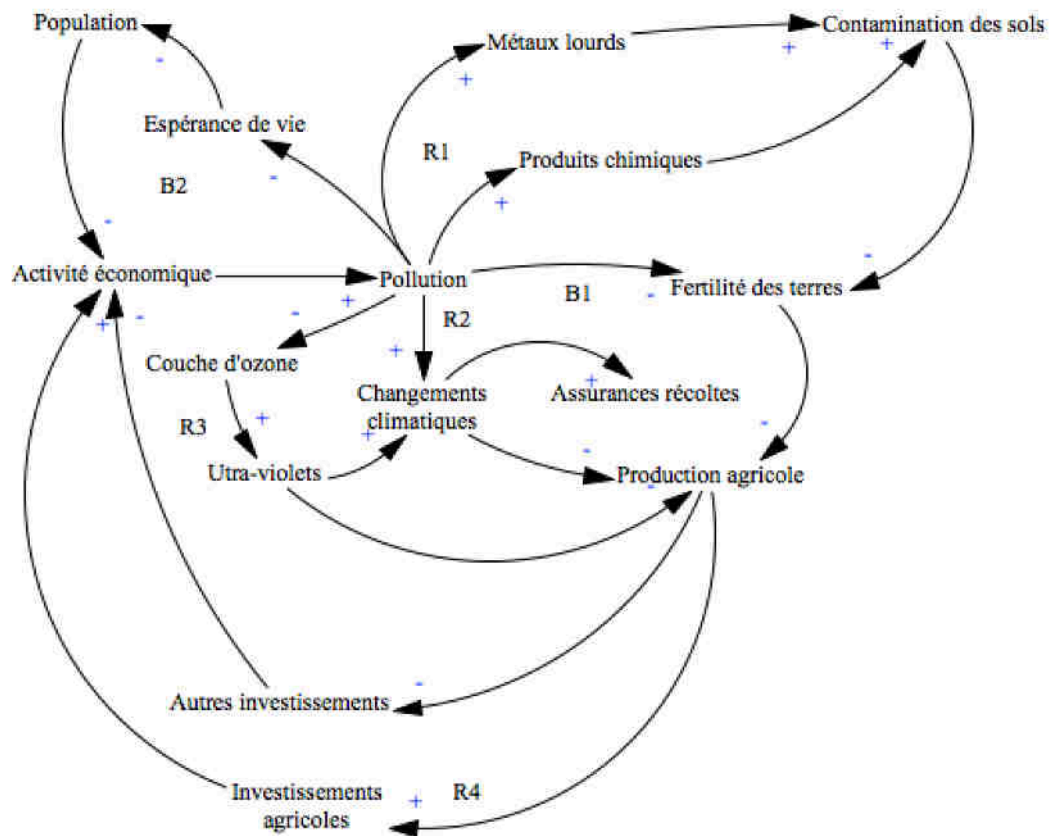 Population
Métaux lourds
Contamination des sols
+
+
+
-
Espérance de vie
R1
Produits chimiques
-
B2
+
-
Activité économique
Pollution
B1
-
Fertilité des terres
-
+
-
-
+
R2
+
Couche d'ozone
Changements
climatiques
+
Assurances récoltes
R3
+
+
-
-
Utra-violets
-
Production agricole
Autres investissements
-
Investissements
agricoles
+
R4